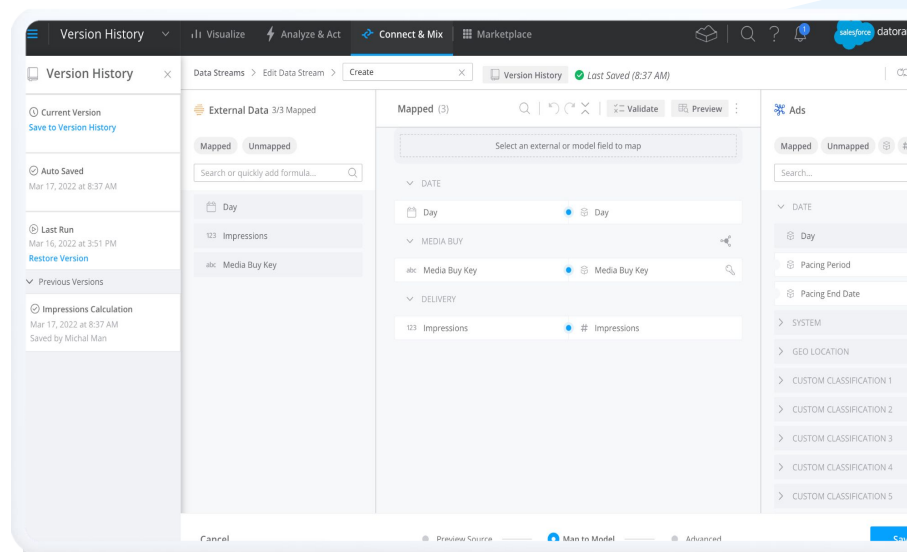 Version History
Visualize
Analyze & Act
Connect & Mix
Marketplace
?
1
salesforce datora
Version History
Data Streams > Edit Data Stream >
Create
Version History
Last Saved (8:37 AM)
Current Version
Save to Version History
Auto Saved
Mar 17, 2022 at 8:37 AM
Last Run
Mar 16, 2022 at 3:51 PM
Restore Version
Previous Versions
Impressions Calculation
Mar 17, 2022 at 8:37 AM
Saved by Michal Man
External Data 3/3 Mapped
Mapped Unmapped
Search or quickly add formula...
Day
123 Impressions
abc Media Buy Key
Mapped (3)
Validate
Preview
Select an external or model field to map
DATE
Day Day
MEDIA BUY
abc Media Buy Key Media Buy Key
DELIVERY
123 Impressions # Impressions
Ads
Mapped Unmapped #
Search...
DATE
Day
Pacing Period
Pacing End Date
SYSTEM
GEO LOCATION
CUSTOM CLASSIFICATION 1
CUSTOM CLASSIFICATION 2
CUSTOM CLASSIFICATION 3
CUSTOM CLASSIFICATION 4
CUSTOM CLASSIFICATION 5
Cancel
Preview Source
Map to Model
Advanced
Sav